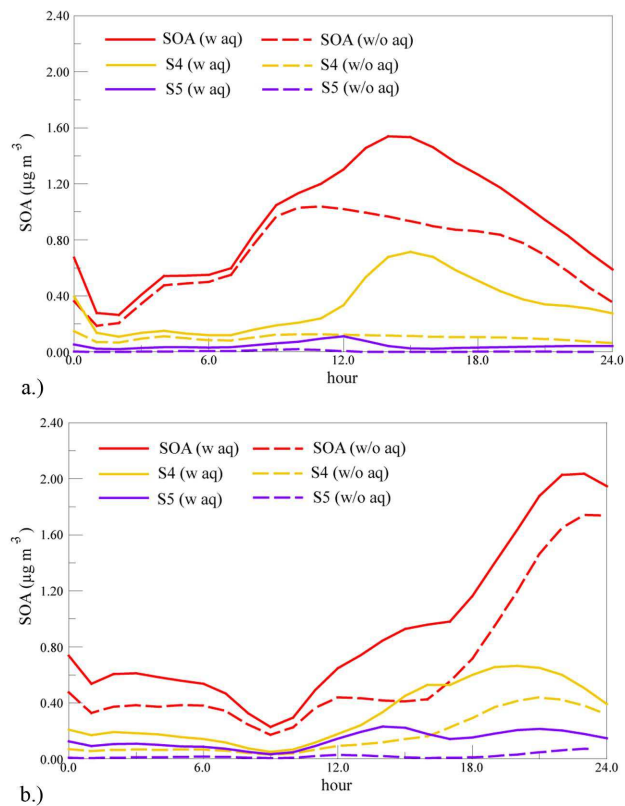 2.40
2.00
1.60
1.20
0.80
0.40
0.00
SOA (µg m-3)
SOA (w aq) SOA (w/o aq)
S4 (w aq) S4 (w/o aq)
S5 (w aq) S5 (w/o aq)
0.0 6.0 12.0 18.0 24.0
hour
a.)
2.40
2.00
1.60
1.20
0.80
0.40
0.00
SOA (µg m-3)
SOA (w aq) SOA (w/o aq)
S4 (w aq) S4 (w/o aq)
S5 (w aq) S5 (w/o aq)
0.0 6.0 12.0 18.0 24.0
hour
b.)